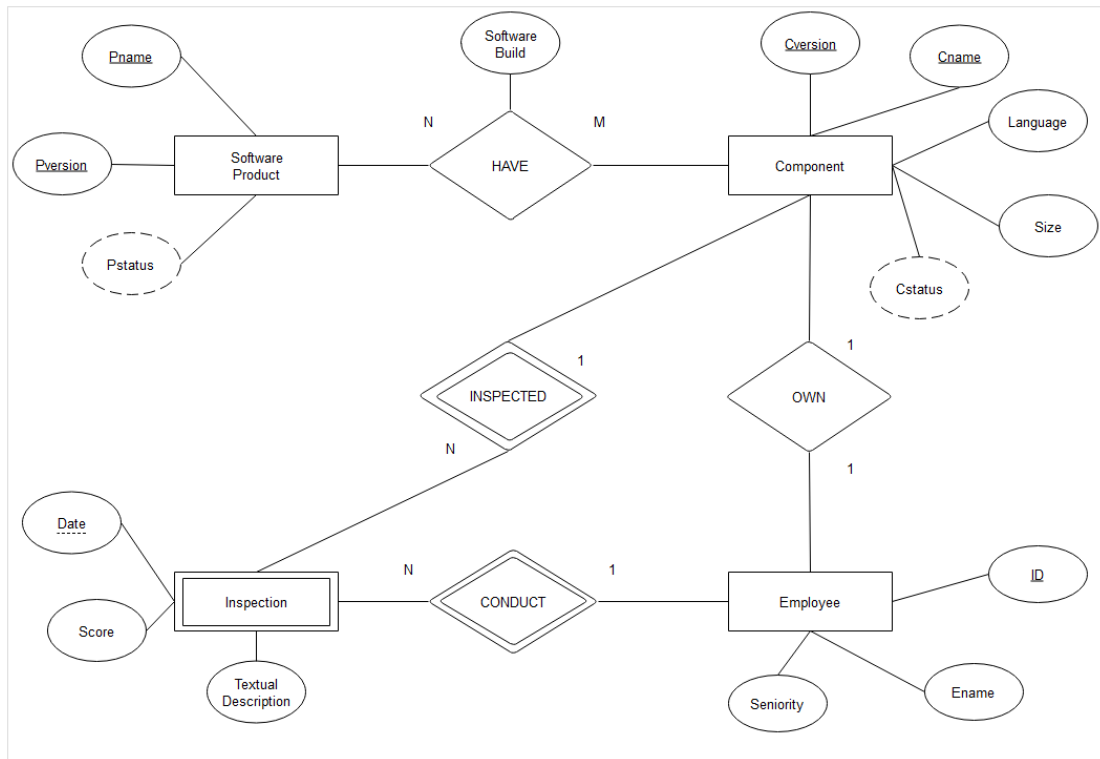 Software
Build
Cversion
Pname
Cname
Language
N
M
Pversion
Software
Product
HAVE
Component
Size
Pstatus
Cstatus
1
1
INSPECTED
OWN
N
1
Date
N
1
ID
Inspection
CONDUCT
Employee
Score
Textual
Description
Seniority
Ename